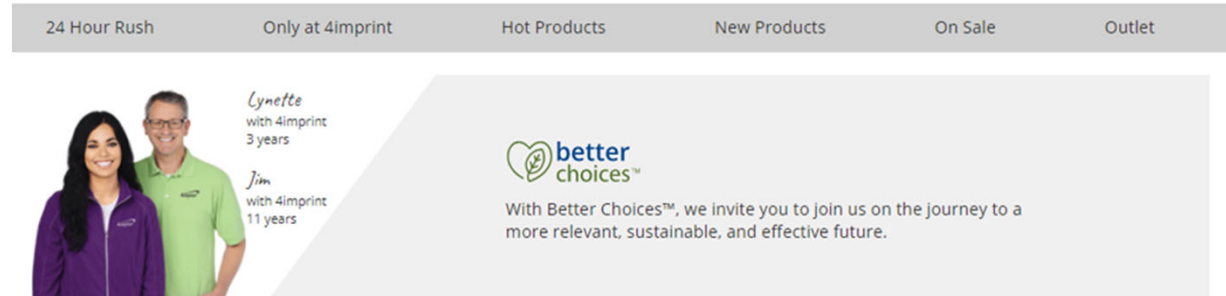 24 Hour Rush Only at 4imprint Hot Products New Products On Sale Outlet
Lynette
with 4imprint
3 years
Jim
with 4imprint
11 years
better
choices™
With Better Choices™, we invite you to join us on the journey to a
more relevant, sustainable, and effective future.